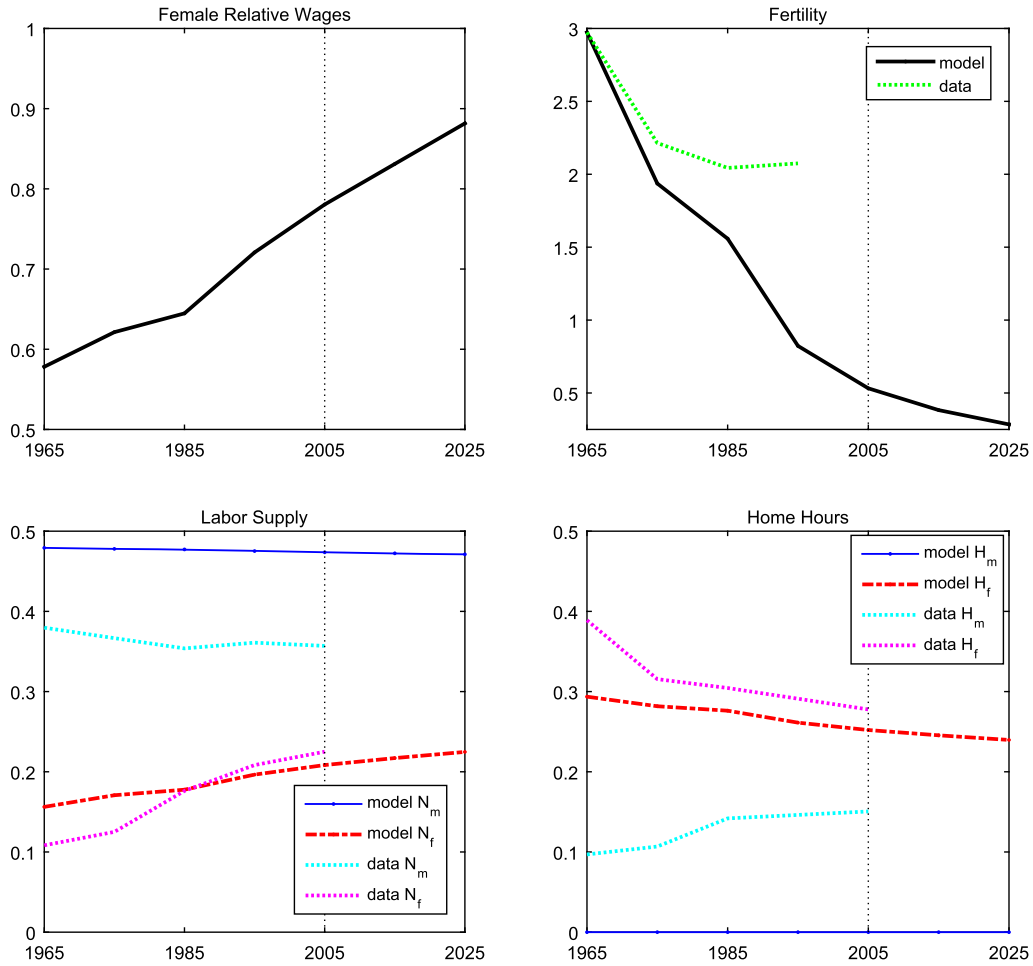 Female Relative Wages
1
0.9
0.8
0.7
0.6
0.5
1965 1985 2005 2025
Fertility
3
2.5
2
1.5
1
0.5
model
data
1965 1985 2005 2025
Labor Supply
0.5
0.4
0.3
0.2
0.1
0
model N_m
model N_f
data N_m
data N_f
1965 1985 2005 2025
Home Hours
0.5
0.4
0.3
0.2
0.1
0
model H_m
model H_f
data H_m
data H_f
1965 1985 2005 2025